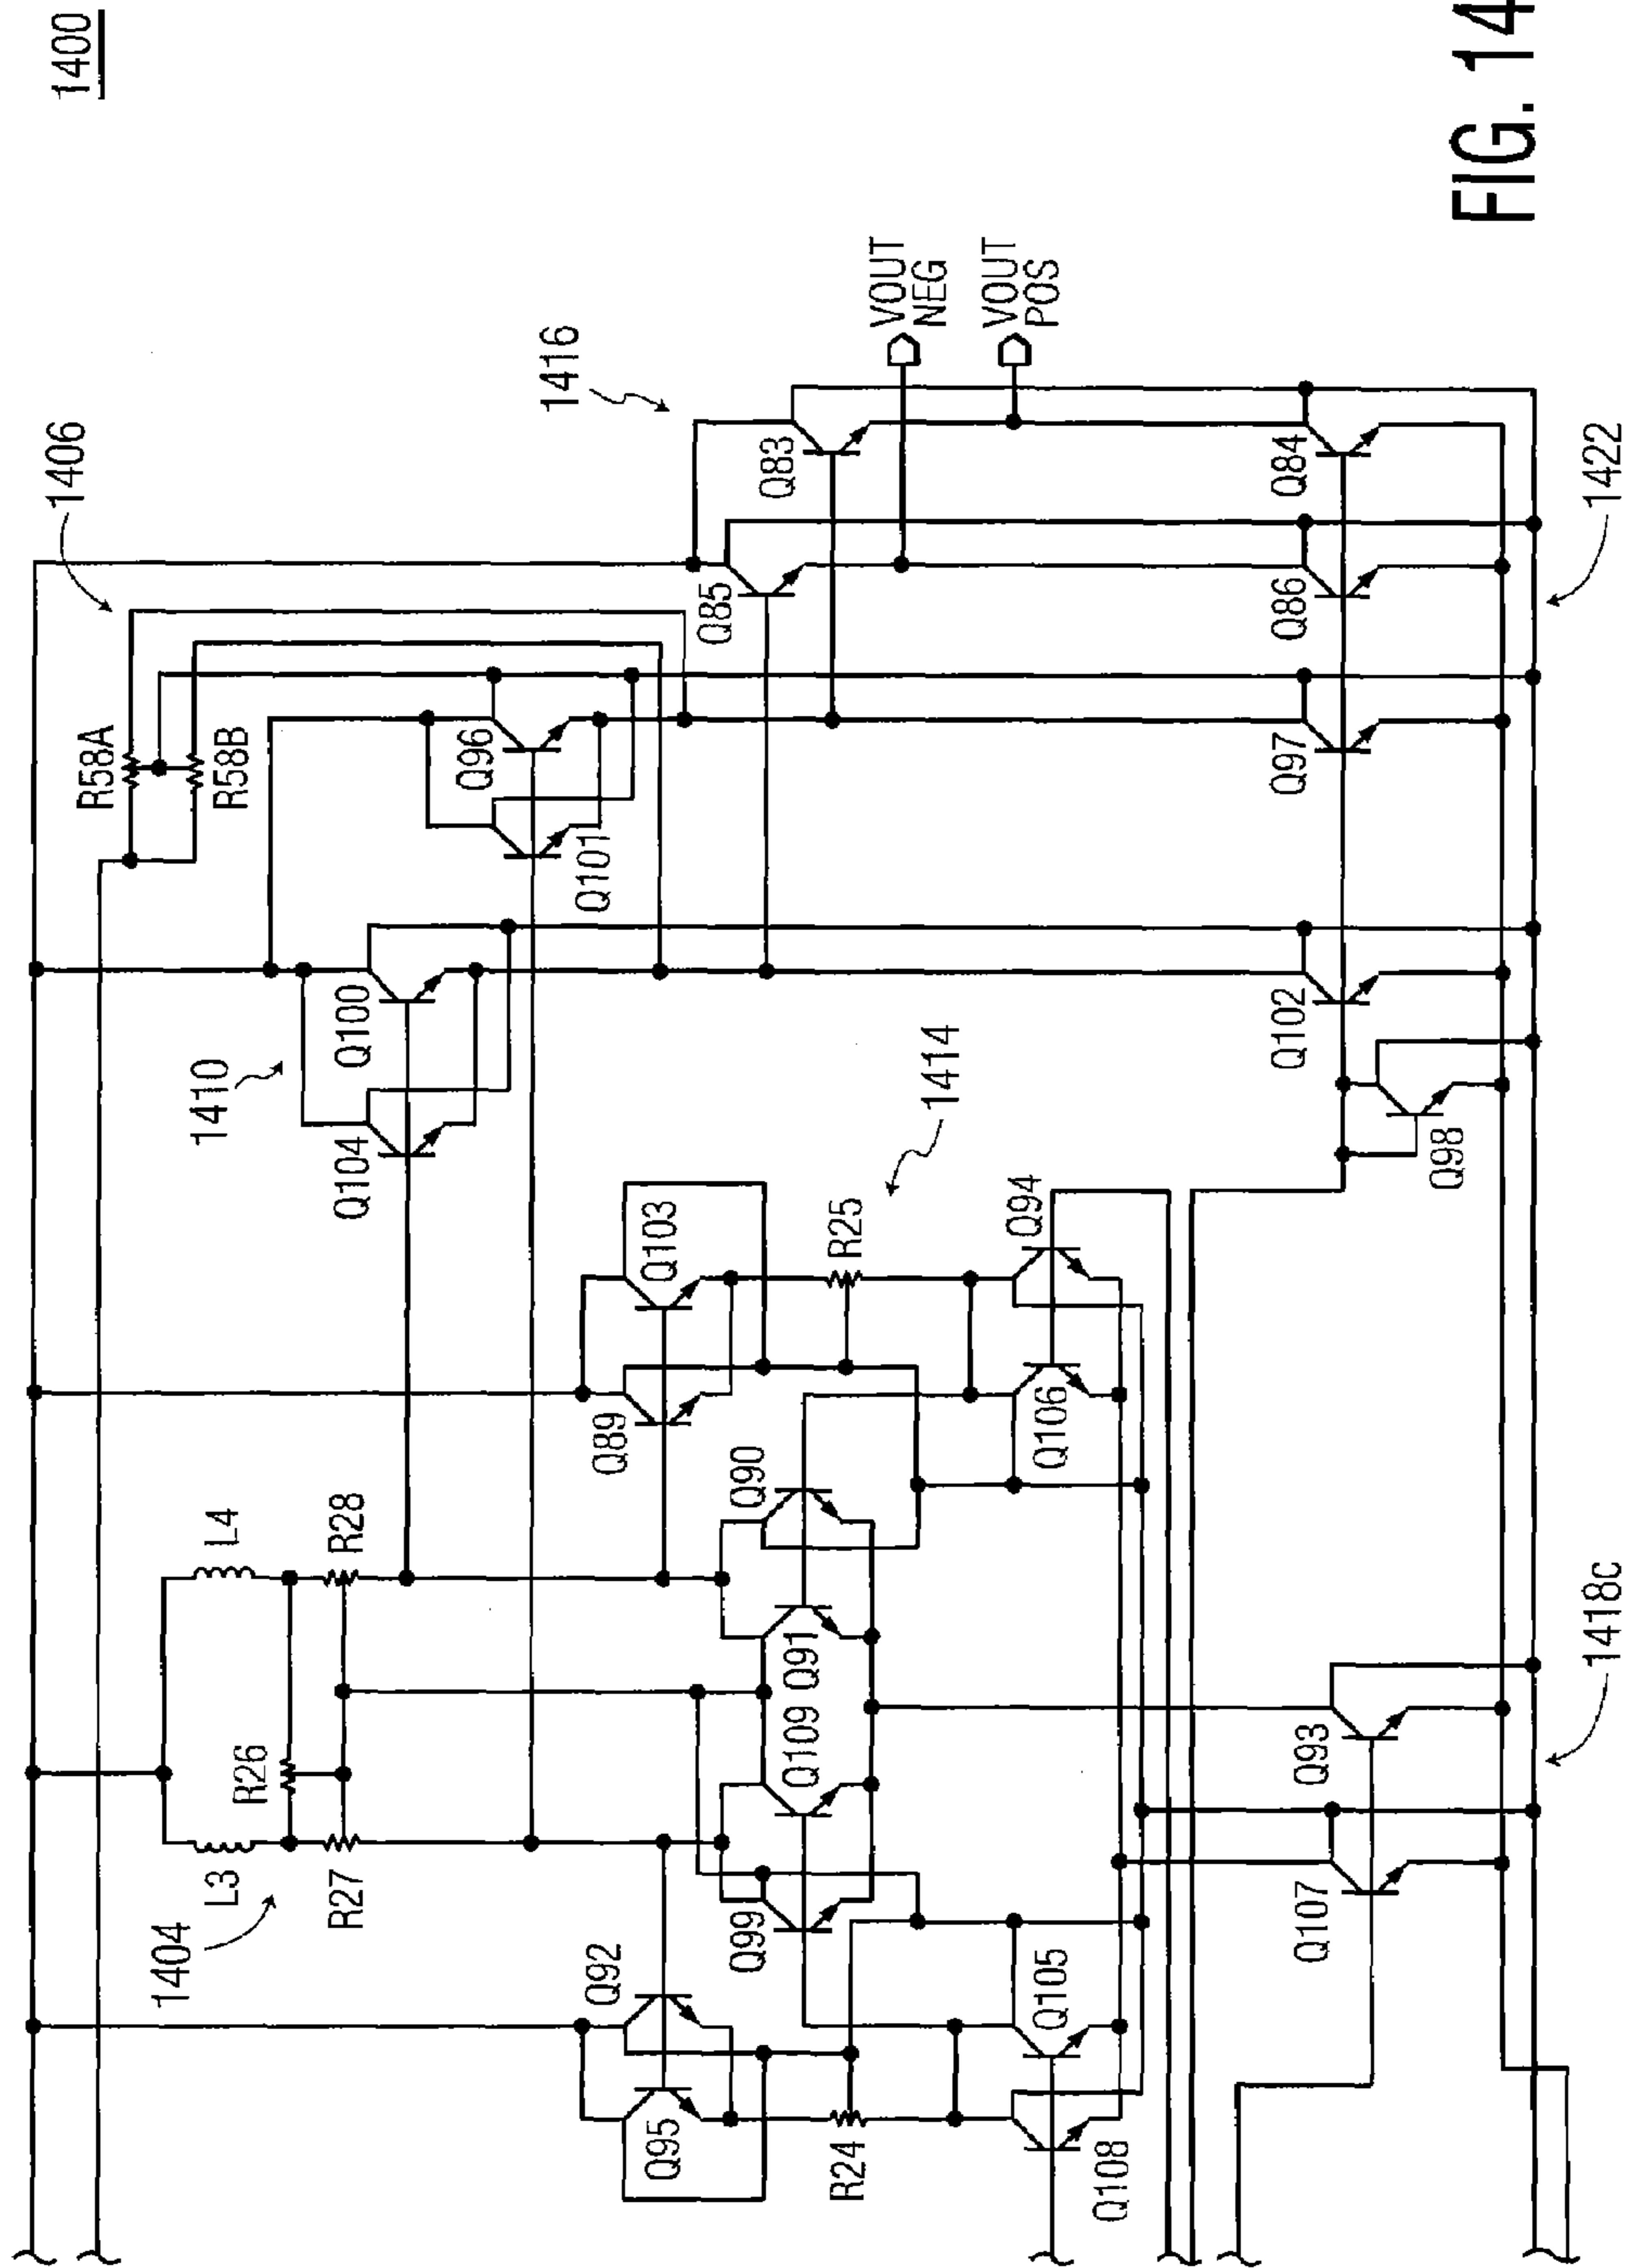 1400
FIG. 14
1406
R58A
R58B
1416
Q96
Q101
Q85
Q83
VOUT
NEG
VOUT
POS
1410
Q100
Q104
Q97
Q86
Q84
1422
Q102
Q98
1414
Q103
Q89
R25
Q94
Q106
L4
R28
Q90
Q91
Q109
R26
L3
R27
1404
Q99
Q92
Q95
R24
Q105
Q108
Q93
Q107
1418c